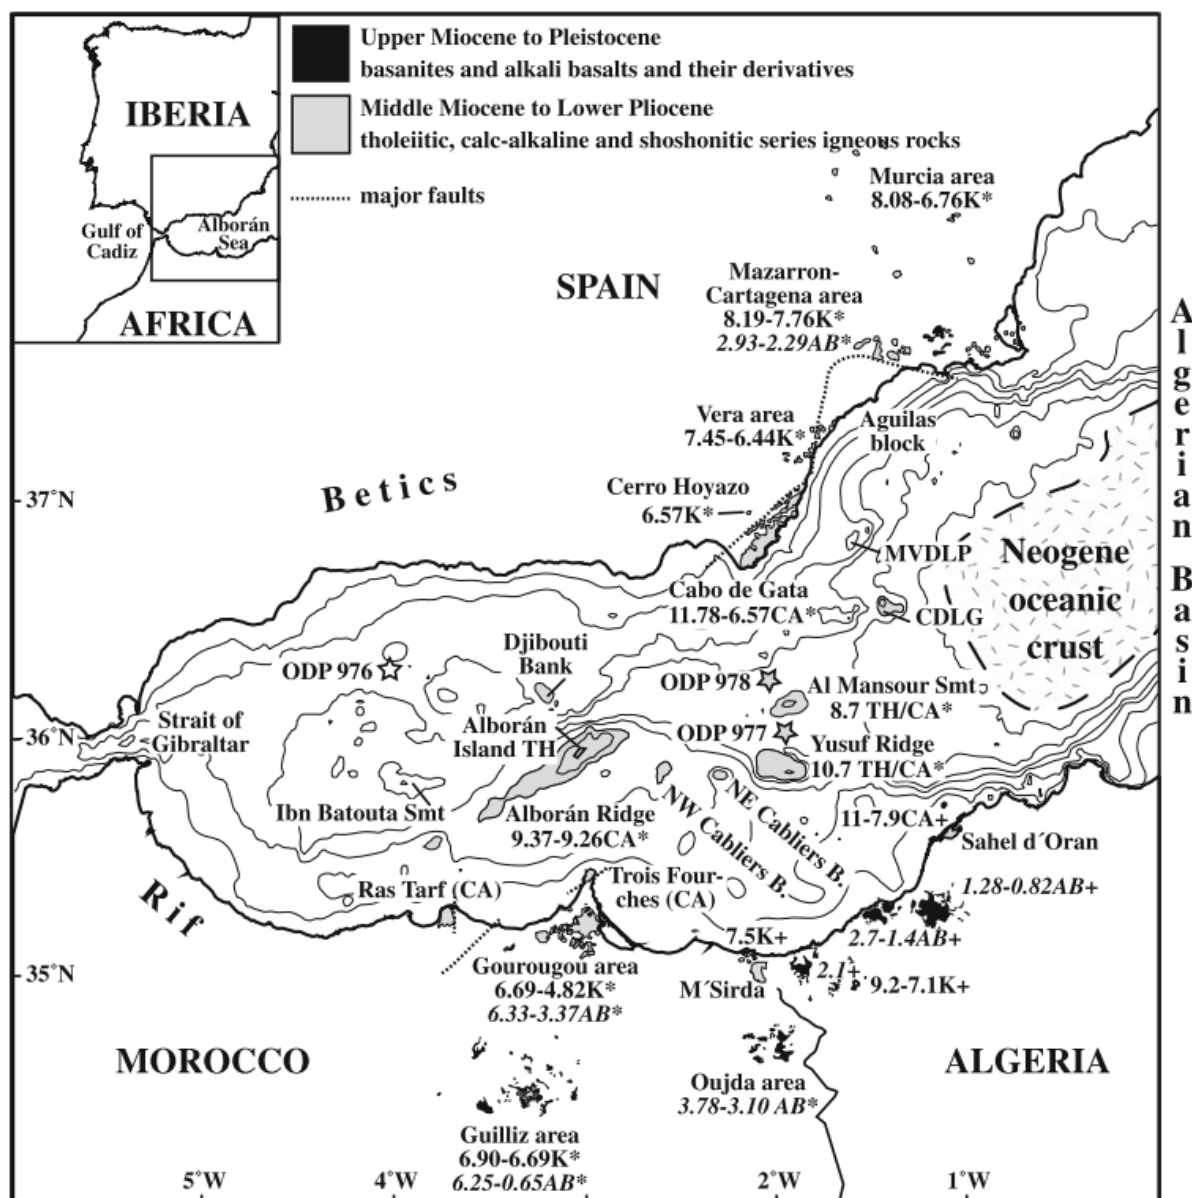 Upper Miocene to Pleistocene
basanites and alkali basalts and their derivatives
Middle Miocene to Lower Pliocene
tholeiitic, calc-alkaline and shoshonitic series igneous rocks
major faults
IBERIA
Gulf of
Cadiz
Alborán
Sea
AFRICA
Murcia area
8.08-6.76K*
SPAIN
Mazarron-
Cartagena area
8.19-7.76K*
2.93-2.29AB*
Vera area
7.45-6.44K*
Aguilas
block
Algerian Basin
Betics
37°N
Cerro Hoyazo
6.57K*
MVDLP
Neogene
oceanic
crust
Cabo de Gata
11.78-6.57CA*
CDLG
Djibouti
Bank
ODP 976
ODP 978
Al Mansour Smt
8.7 TH/CA*
Strait of
Gibraltar
36°N
Alborán
Island TH
ODP 977
Yusuf Ridge
10.7 TH/CA*
Ibn Batouta Smt
Alborán Ridge
9.37-9.26CA*
NW Cabliers B.
NE Cabliers B.
11-7.9CA+
Sahel d´Oran
Rif
Ras Tarf (CA)
Trois Four-
ches (CA)
1.28-0.82AB+
7.5K+
2.7-1.4AB+
35°N
Gourougou area
6.69-4.82K*
6.33-3.37AB*
M´Sirda
2.1+
9.2-7.1K+
MOROCCO
ALGERIA
Oujda area
3.78-3.10 AB*
Guilliz area
6.90-6.69K*
6.25-0.65AB*
5°W
4°W
2°W
1°W